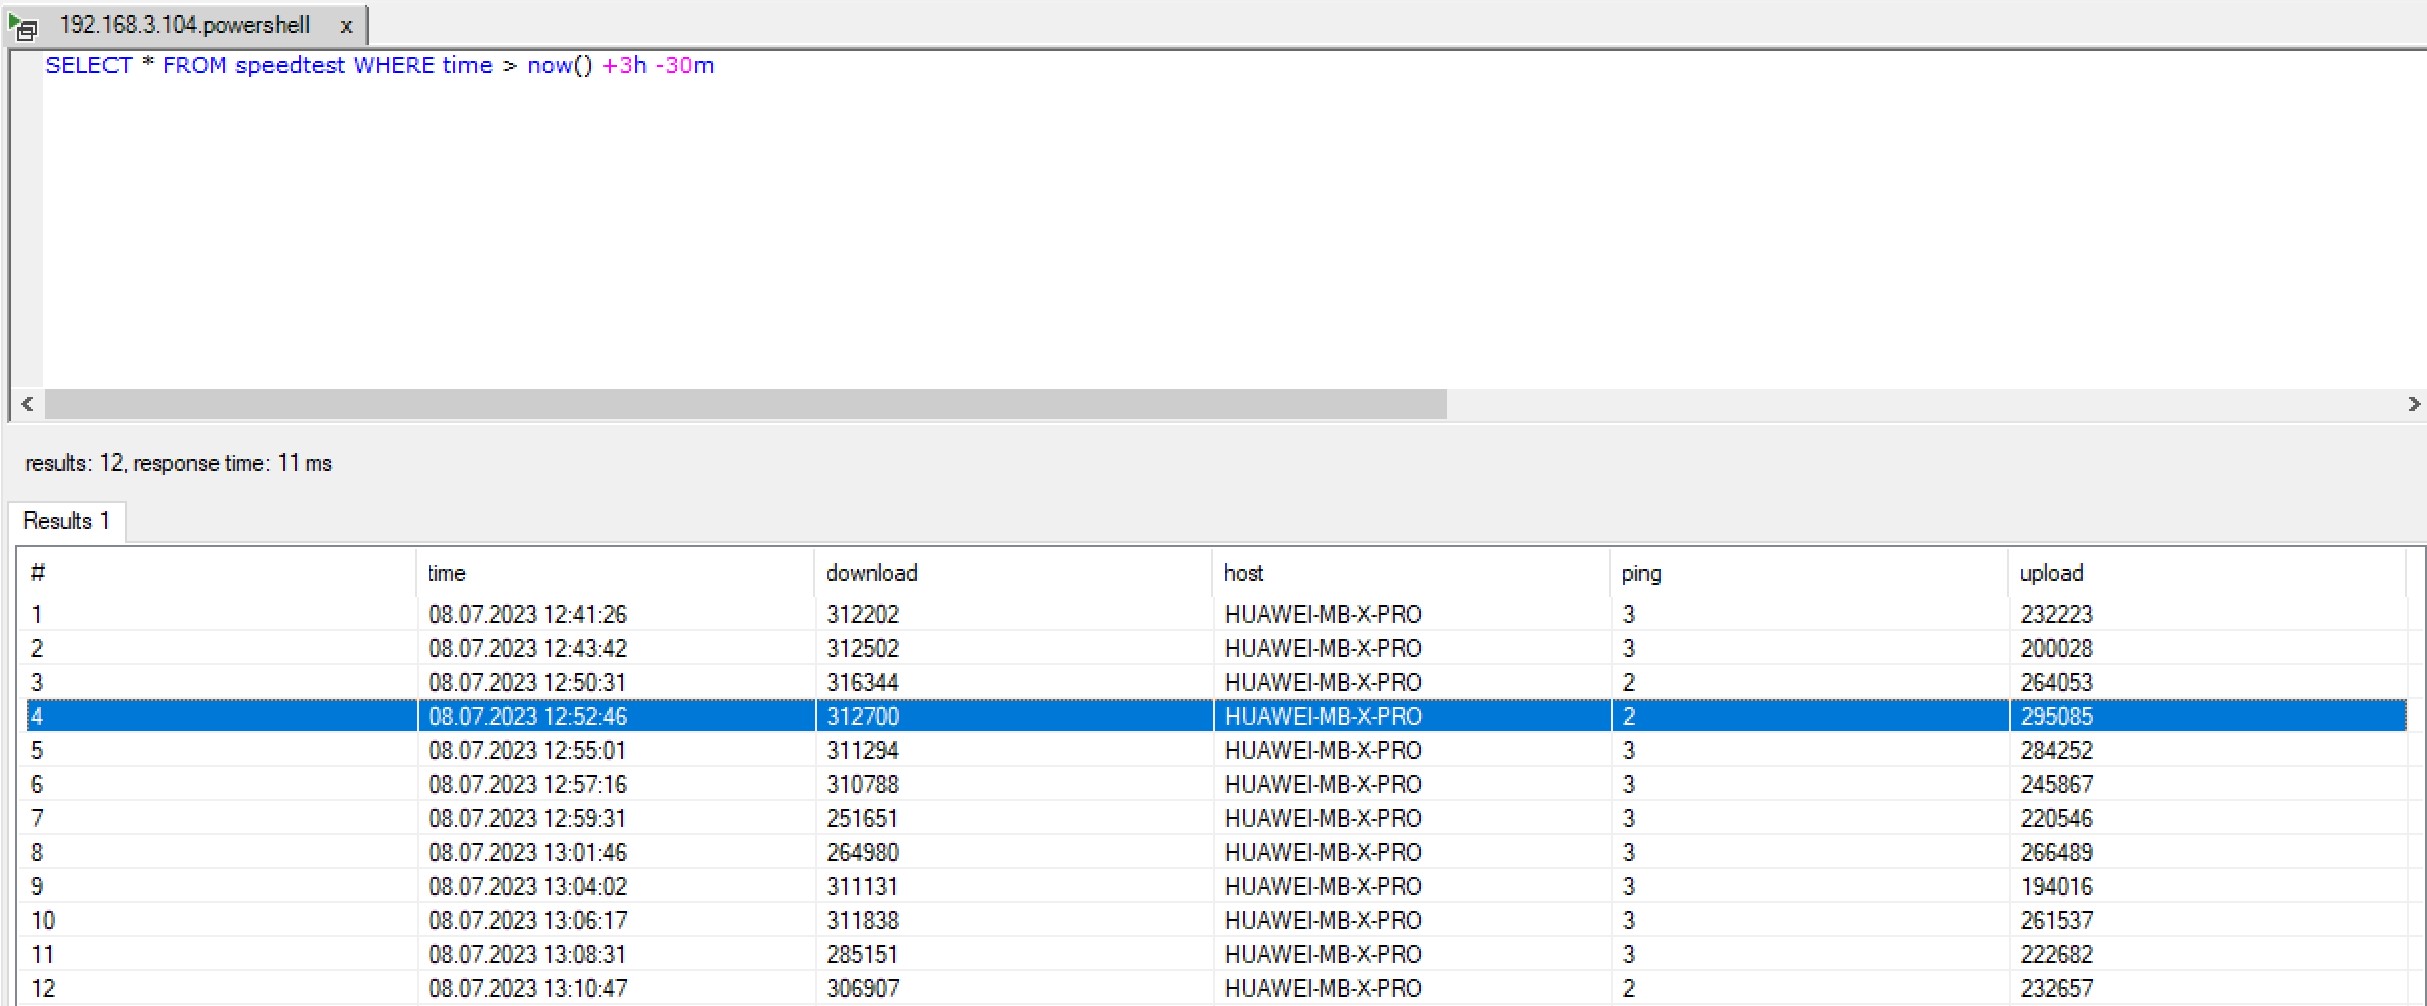 192.168.3.104.powershell x
SELECT * FROM speedtest WHERE time > now() +3h -30m
results: 12, response time: 11 ms
Results 1
# time download host ping upload
1 08.07.2023 12:41:26 312202 HUAWEI-MB-X-PRO 3 232223
2 08.07.2023 12:43:42 312502 HUAWEI-MB-X-PRO 3 200028
3 08.07.2023 12:50:31 316344 HUAWEI-MB-X-PRO 2 264053
4 08.07.2023 12:52:46 312700 HUAWEI-MB-X-PRO 2 295085
5 08.07.2023 12:55:01 311294 HUAWEI-MB-X-PRO 3 284252
6 08.07.2023 12:57:16 310788 HUAWEI-MB-X-PRO 3 245867
7 08.07.2023 12:59:31 251651 HUAWEI-MB-X-PRO 3 220546
8 08.07.2023 13:01:46 264980 HUAWEI-MB-X-PRO 3 266489
9 08.07.2023 13:04:02 311131 HUAWEI-MB-X-PRO 3 194016
10 08.07.2023 13:06:17 311838 HUAWEI-MB-X-PRO 3 261537
11 08.07.2023 13:08:31 285151 HUAWEI-MB-X-PRO 3 222682
12 08.07.2023 13:10:47 306907 HUAWEI-MB-X-PRO 2 232657